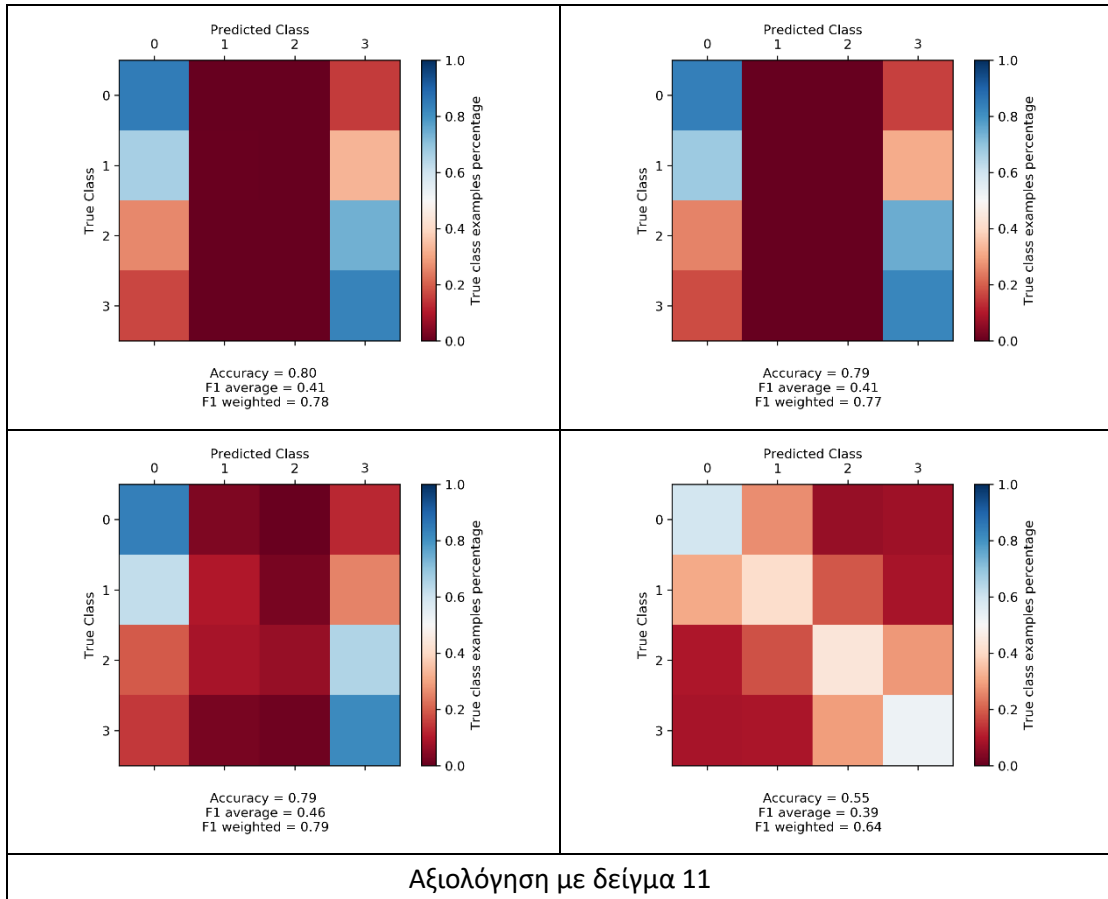 Predicted Class
0 1 2 3
True Class
0
1
2
3
1.0
0.8
0.6
0.4
0.2
0.0
True class examples percentage
Accuracy = 0.80
F1 average = 0.41
F1 weighted = 0.78
Predicted Class
0 1 2 3
True Class
0
1
2
3
1.0
0.8
0.6
0.4
0.2
0.0
True class examples percentage
Accuracy = 0.79
F1 average = 0.41
F1 weighted = 0.77
Predicted Class
0 1 2 3
True Class
0
1
2
3
1.0
0.8
0.6
0.4
0.2
0.0
True class examples percentage
Accuracy = 0.79
F1 average = 0.46
F1 weighted = 0.79
Predicted Class
0 1 2 3
True Class
0
1
2
3
1.0
0.8
0.6
0.4
0.2
0.0
True class examples percentage
Accuracy = 0.55
F1 average = 0.39
F1 weighted = 0.64
Αξιολόγηση με δείγμα 11